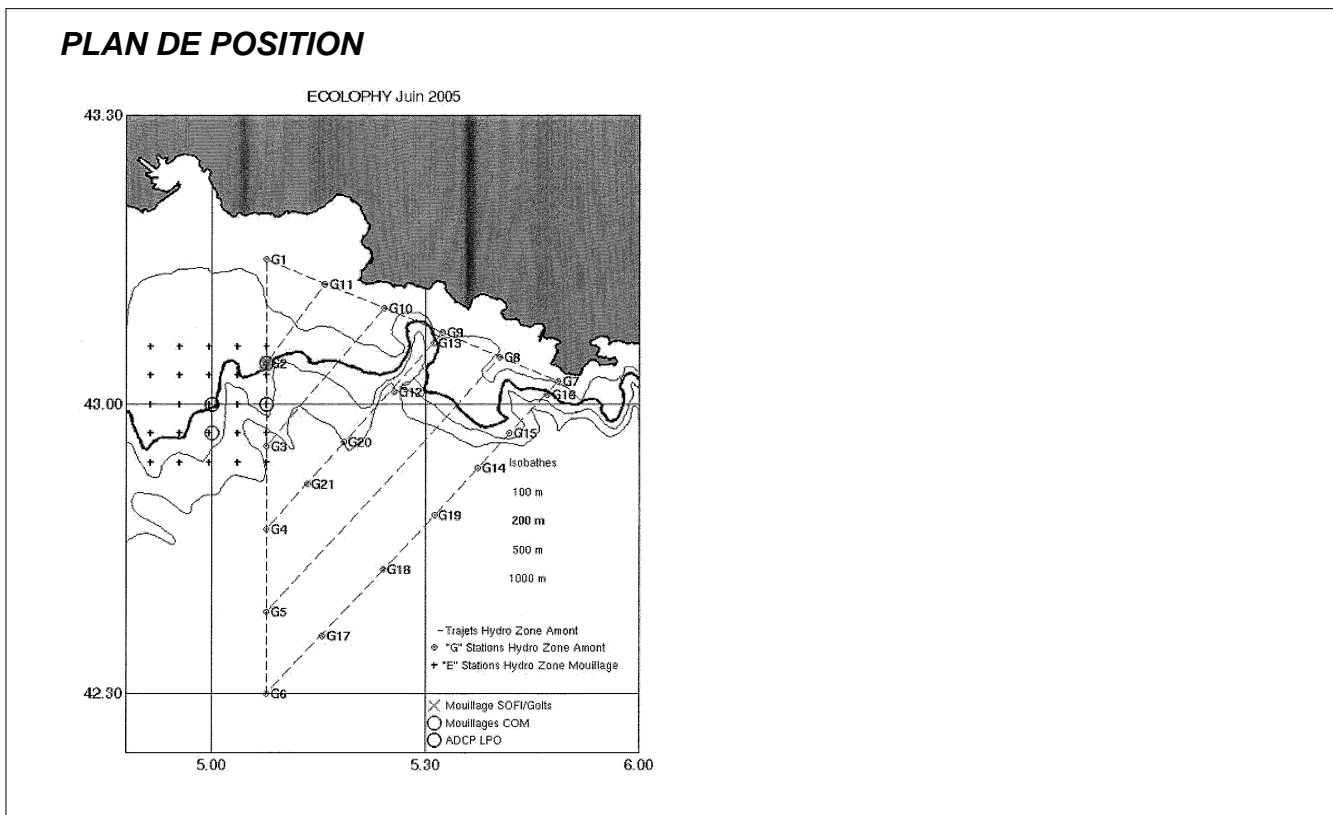 PLAN DE POSITION
ECOLOPHY Juin 2005
43.30
G1
G11
G10
G9
G13
G2
G8
G7
43.00
G12
G16
G3
G20
G15
G14
Isobathes
G21
100 m
G19
200 m
G4
500 m
G18
1000 m
G5
Trajets Hydro Zone Amont
G17
"G" Stations Hydro Zone Amont
"E" Stations Hydro Zone Mouillage
42.30
G6
Mouillage SOFI/Golts
Mouillages COM
ADCP LPO
5.00
5.30
6.00